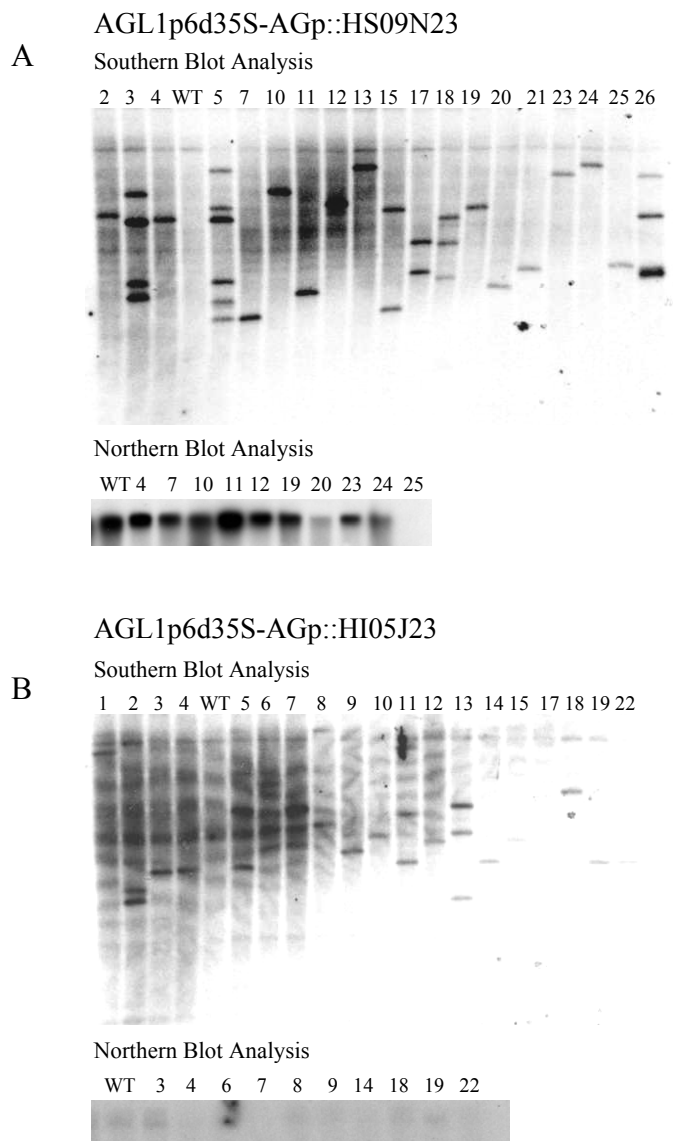 AGL1p6d35S-AGp::HS09N23
A
Southern Blot Analysis
2 3 4 WT 5 7 10 11 12 13 15 17 18 19 20 21 23 24 25 26
Northern Blot Analysis
WT 4 7 10 11 12 19 20 23 24 25
AGL1p6d35S-AGp::HI05J23
Southern Blot Analysis
B
1 2 3 4 WT 5 6 7 8 9 10 11 12 13 14 15 17 18 19 22
Northern Blot Analysis
WT 3 4 6 7 8 9 14 18 19 22